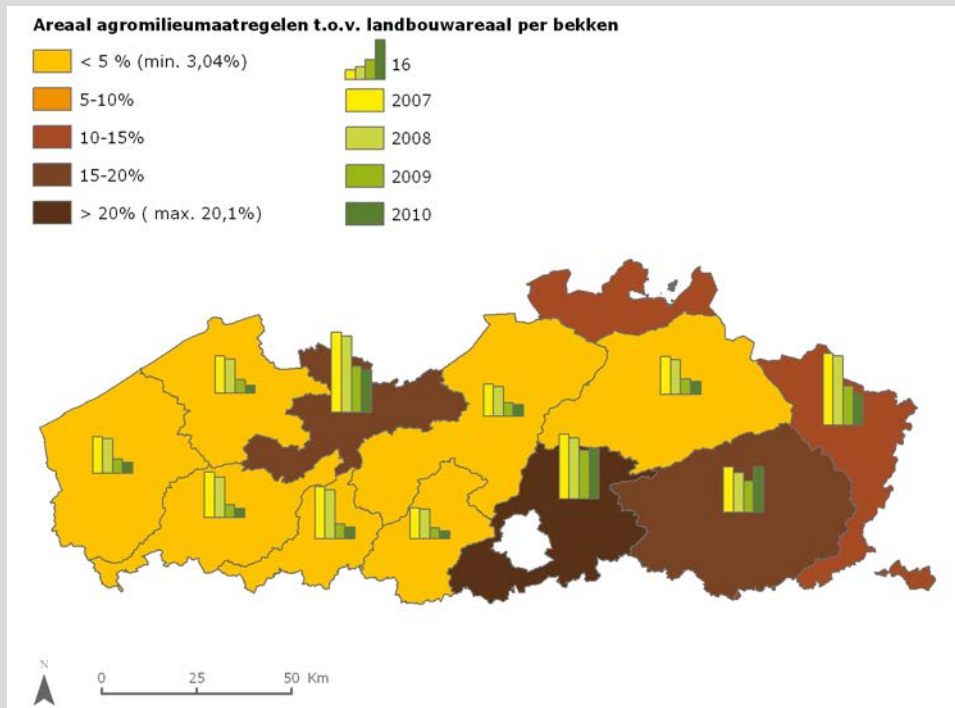 Areaal agromilieumaatregelen t.o.v. landbouwareaal per bekken
< 5 % (min. 3,04%)
5-10%
10-15%
15-20%
> 20% ( max. 20,1%)
16
2007
2008
2009
2010
N
0 25 50 Km